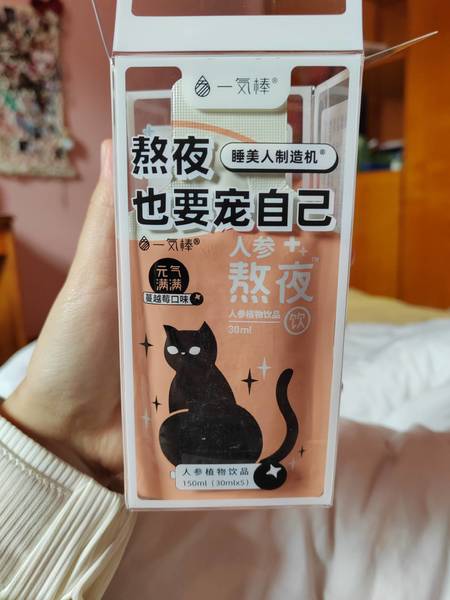 一気棒®
熬夜
睡美人制造机®
也要宠自己
一気棒®
人参
熬夜™
元气
满满
蔓越莓口味
人参植物饮品
30ml
饮
人参植物饮品
150ml（30mlx5）